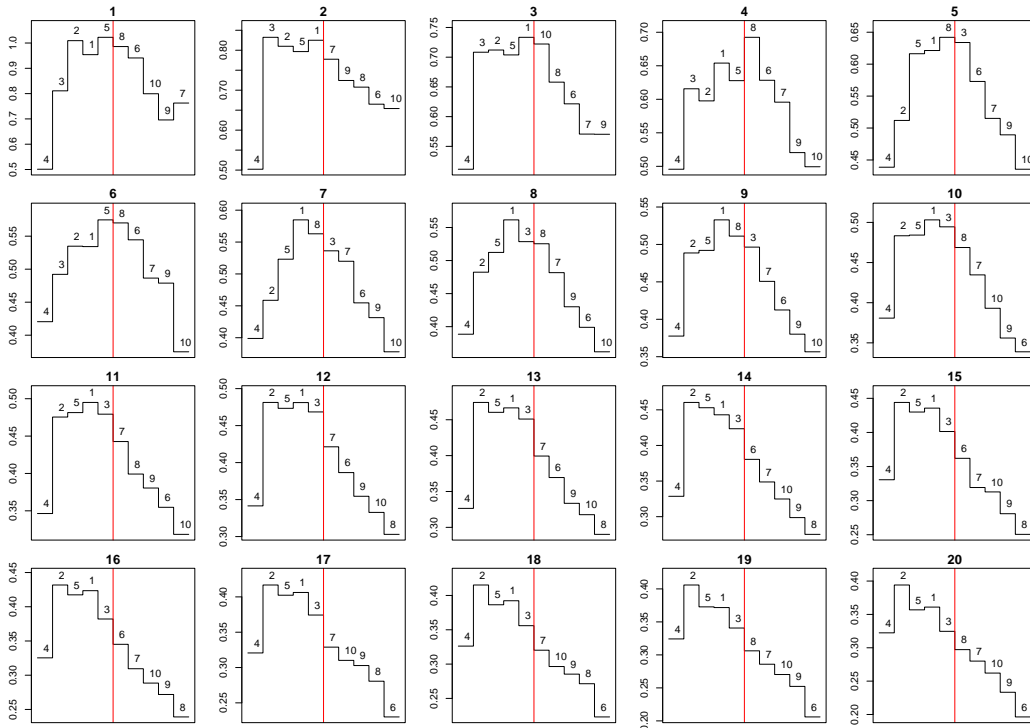 1
0.5 0.6 0.7 0.8 0.9 1.0
4 3 2 1 5 8 6 10 9 7
2
0.50 0.60 0.70 0.80
4 3 2 5 1 7 9 8 6 10
3
0.55 0.60 0.65 0.70 0.75
4 3 2 5 1 10 8 6 7 9
4
0.50 0.55 0.60 0.65 0.70
4 3 2 1 5 8 6 7 9 10
5
0.45 0.50 0.55 0.60 0.65
4 2 5 1 8 3 6 7 9 10
6
0.40 0.45 0.50 0.55
4 3 2 1 5 8 6 7 9 10
7
0.40 0.45 0.50 0.55 0.60
4 2 5 1 8 3 7 6 9 10
8
0.40 0.45 0.50 0.55
4 2 5 1 3 8 7 9 6 10
9
0.35 0.40 0.45 0.50 0.55
4 2 5 1 8 3 7 6 9 10
10
0.35 0.40 0.45 0.50
4 2 5 1 3 8 7 10 9 6
11
0.35 0.40 0.45 0.50
4 2 5 1 3 7 8 9 6 10
12
0.30 0.35 0.40 0.45 0.50
4 2 5 1 3 7 6 9 10 8
13
0.30 0.35 0.40 0.45
4 2 5 1 3 7 6 9 10 8
14
0.30 0.35 0.40 0.45
4 2 5 1 3 6 7 10 9 8
15
0.25 0.30 0.35 0.40 0.45
4 2 5 1 3 6 7 10 9 8
16
0.25 0.30 0.35 0.40 0.45
4 2 5 1 3 6 7 10 9 8
17
0.25 0.30 0.35 0.40
4 2 5 1 3 7 10 9 8 6
18
0.25 0.30 0.35 0.40
4 2 5 1 3 7 10 9 8 6
19
0.20 0.25 0.30 0.35 0.40
4 2 5 1 3 8 7 10 9 6
20
0.20 0.25 0.30 0.35 0.40
4 2 5 1 3 8 7 10 9 6